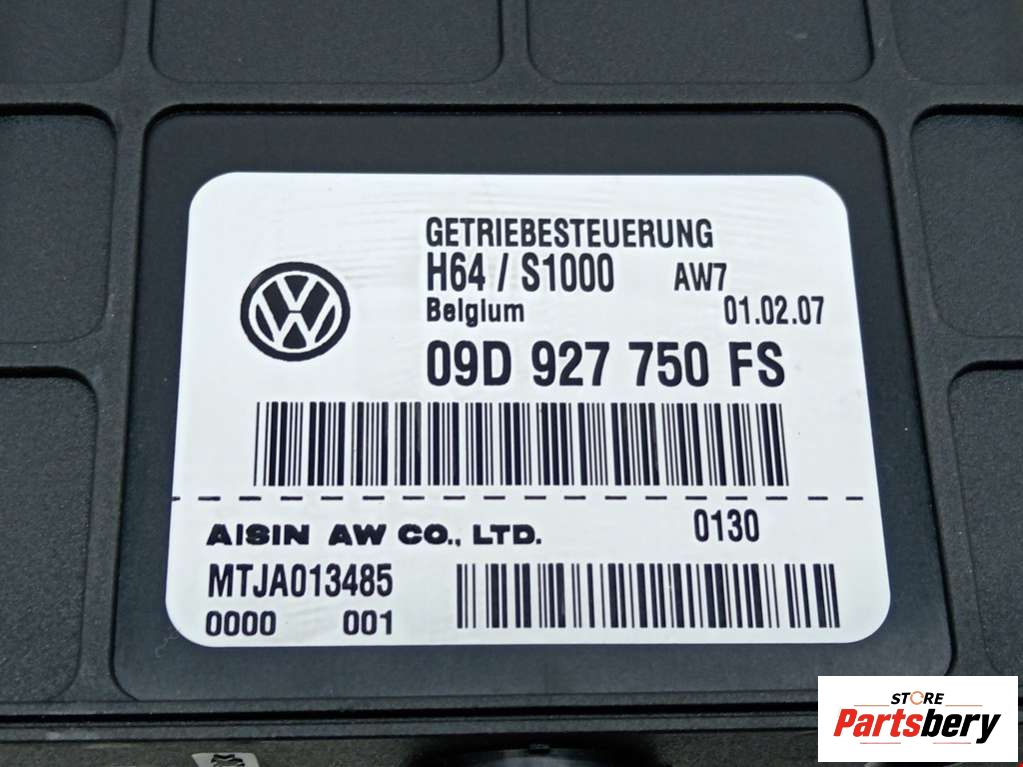 GETRIEBESTEUERUNG
H64 / S1000 AW7
Belgium 01.02.07
09D 927 750 FS
AISIN AW CO., LTD. 0130
MTJA013485
0000 001
STORE
Partsbery